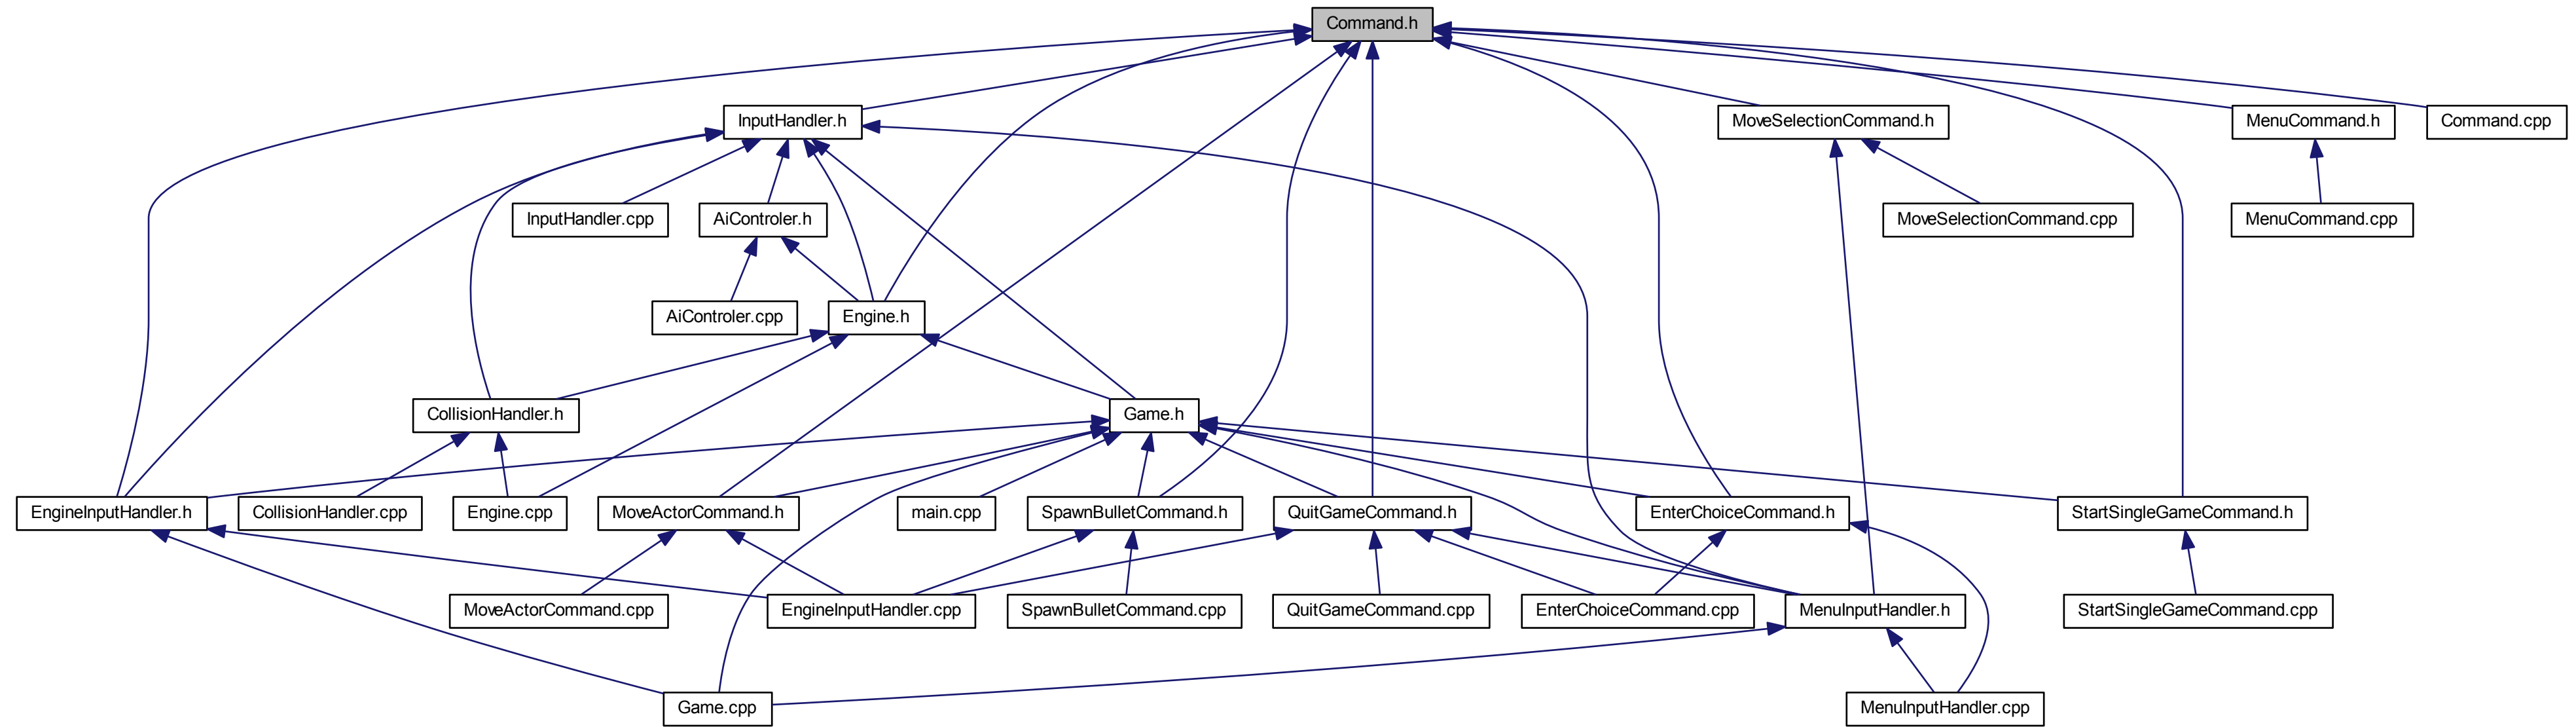 Command.h
InputHandler.h
MoveSelectionCommand.h
MenuCommand.h
Command.cpp
InputHandler.cpp
AiControler.h
MoveSelectionCommand.cpp
MenuCommand.cpp
AiControler.cpp
Engine.h
CollisionHandler.h
Game.h
EngineInputHandler.h
CollisionHandler.cpp
Engine.cpp
MoveActorCommand.h
main.cpp
SpawnBulletCommand.h
QuitGameCommand.h
EnterChoiceCommand.h
StartSingleGameCommand.h
MoveActorCommand.cpp
EngineInputHandler.cpp
SpawnBulletCommand.cpp
QuitGameCommand.cpp
EnterChoiceCommand.cpp
MenuInputHandler.h
StartSingleGameCommand.cpp
Game.cpp
MenuInputHandler.cpp